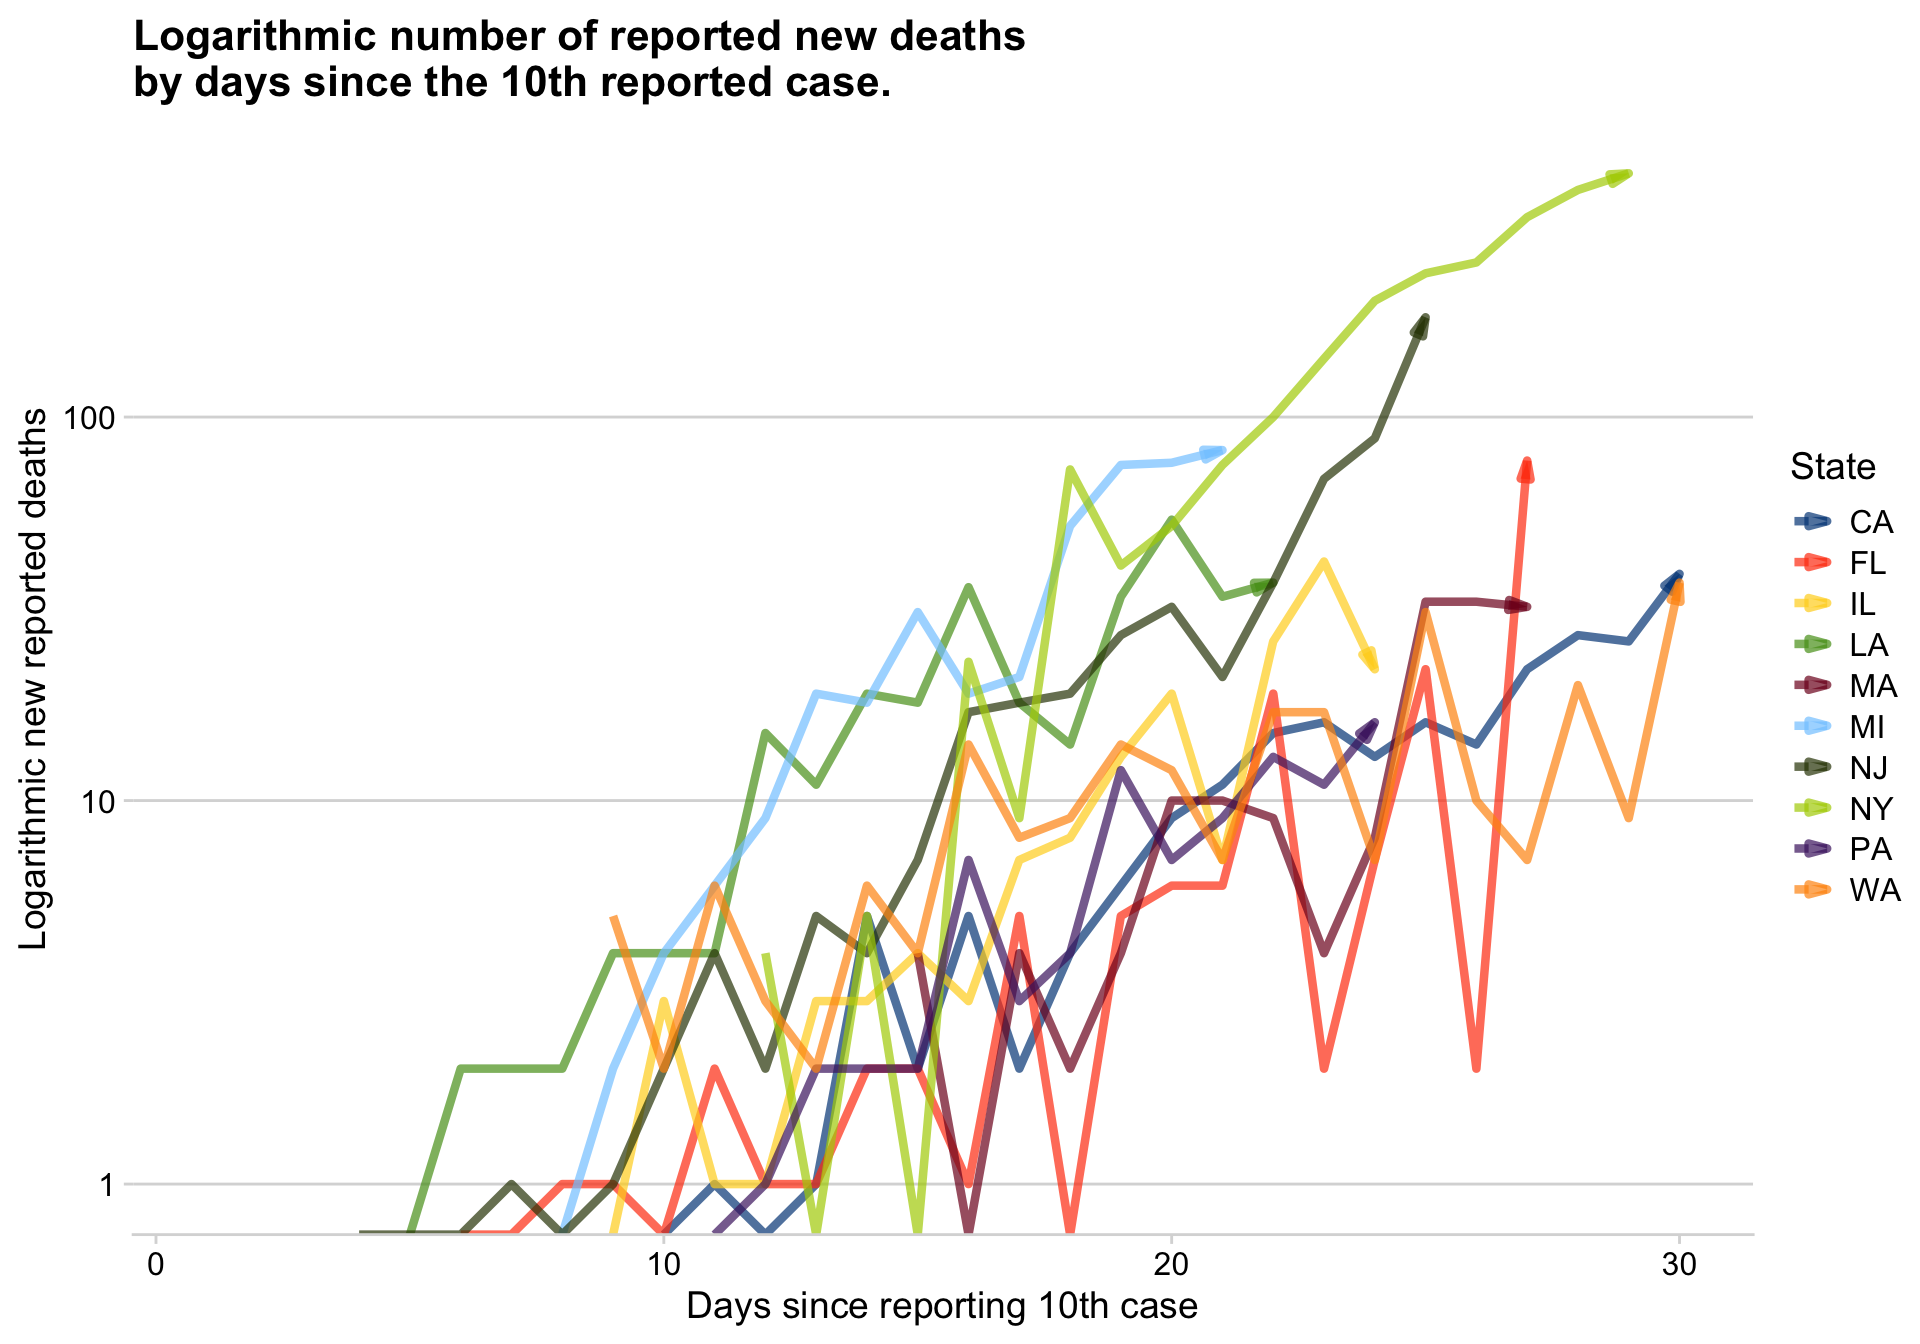 Logarithmic number of reported new deaths
by days since the 10th reported case.
Logarithmic new reported deaths
100
10
1
0
10
20
30
Days since reporting 10th case
State
CA
FL
IL
LA
MA
MI
NJ
NY
PA
WA